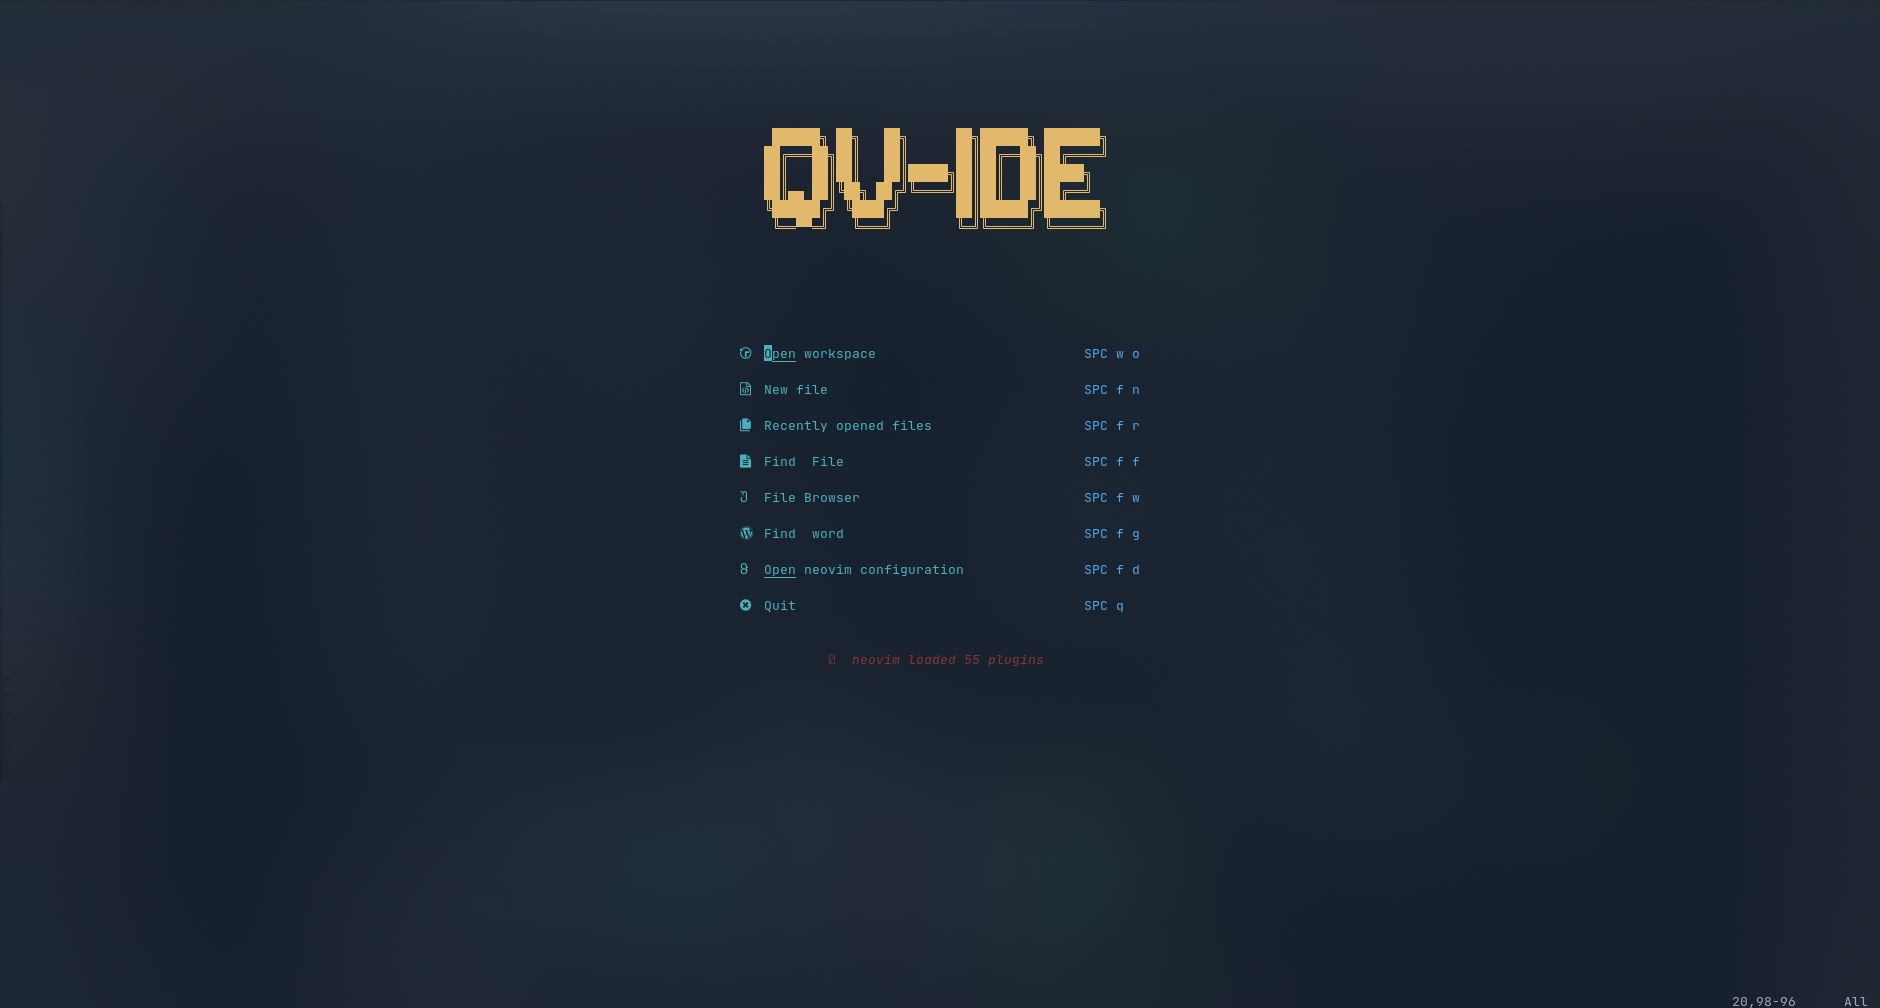 QV-IDE
Open workspace SPC w o
New file SPC f n
Recently opened files SPC f r
Find  File SPC f f
File Browser SPC f w
Find  word SPC f g
Open neovim configuration SPC f d
Quit SPC q
neovim loaded 55 plugins
20,98-96 All